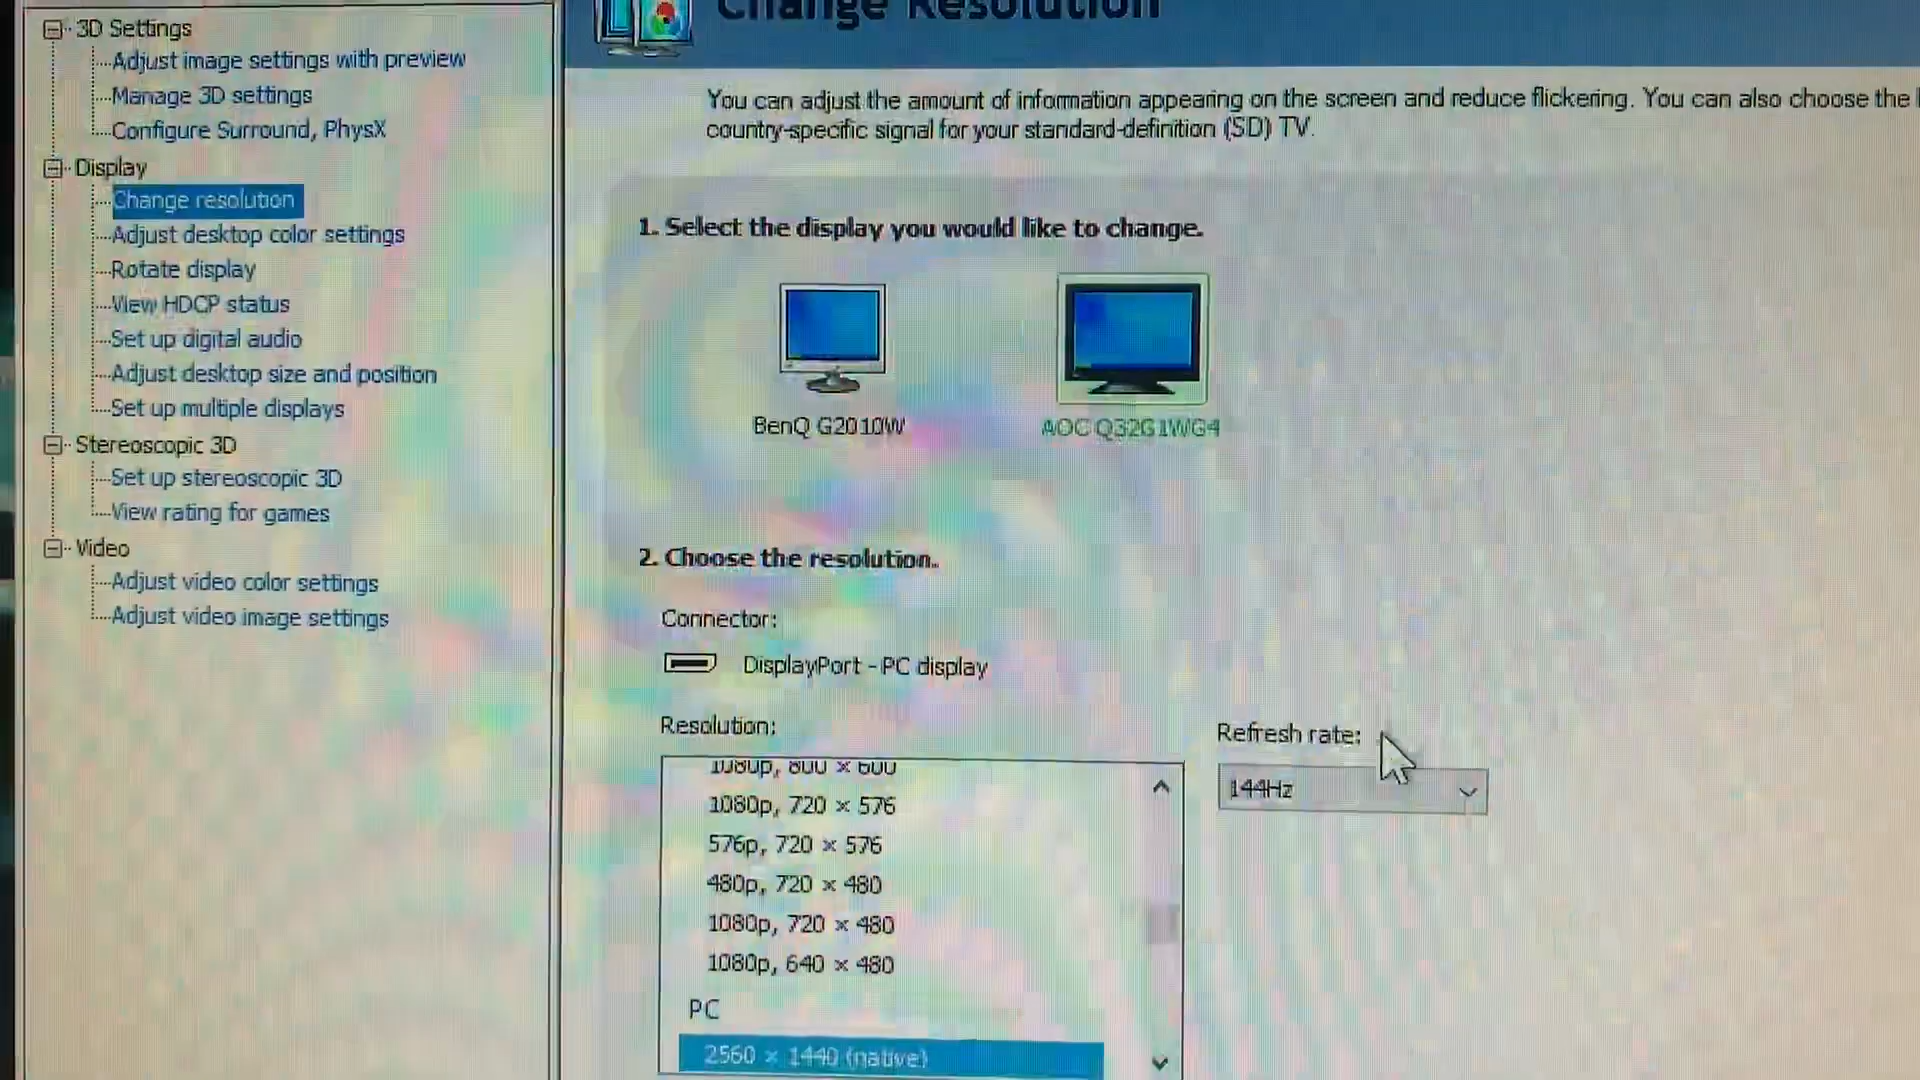 3D Settings
Adjust image settings with preview
Manage 3D settings
Configure Surround, PhysX
Display
Change resolution
Adjust desktop color settings
Rotate display
View HDCP status
Set up digital audio
Adjust desktop size and position
Set up multiple displays
Stereoscopic 3D
Set up stereoscopic 3D
View rating for games
Video
Adjust video color settings
Adjust video image settings
Change Resolution
You can adjust the amount of information appearing on the screen and reduce flickering. You can also choose the
country-specific signal for your standard-definition (SD) TV.
1. Select the display you would like to change.
BenQ G2010W
AOC Q32G1WG4
2. Choose the resolution.
Connector:
DisplayPort - PC display
Resolution:
1080p, 800 × 600
1080p, 720 × 576
576p, 720 × 576
480p, 720 × 480
1080p, 720 × 480
1080p, 640 × 480
PC
2560 × 1440 (native)
Refresh rate:
144Hz